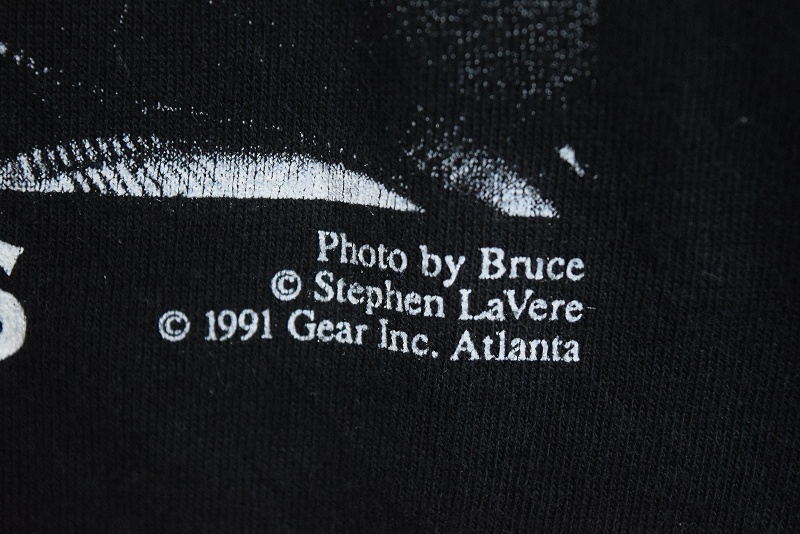 S
Photo by Bruce
© Stephen LaVere
© 1991 Gear Inc. Atlanta